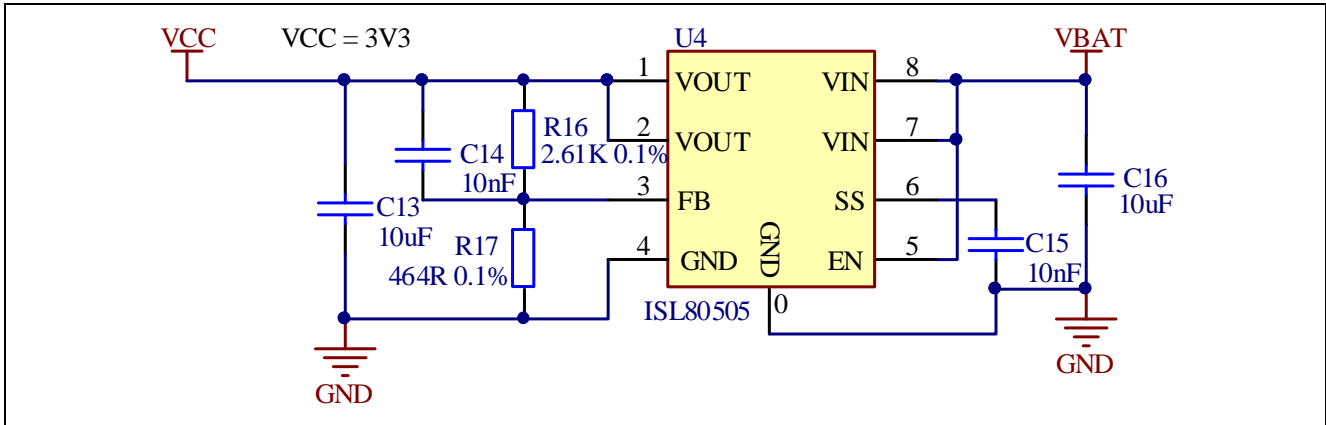 VCC
VCC = 3V3
U4
VBAT
1
VOUT
VIN
8
2
VOUT
VIN
7
R16
2.61K 0.1%
C14
10nF
3
FB
SS
6
C16
10uF
C13
10uF
R17
464R 0.1%
4
GND
GND
EN
5
C15
10nF
ISL80505
0
GND
GND